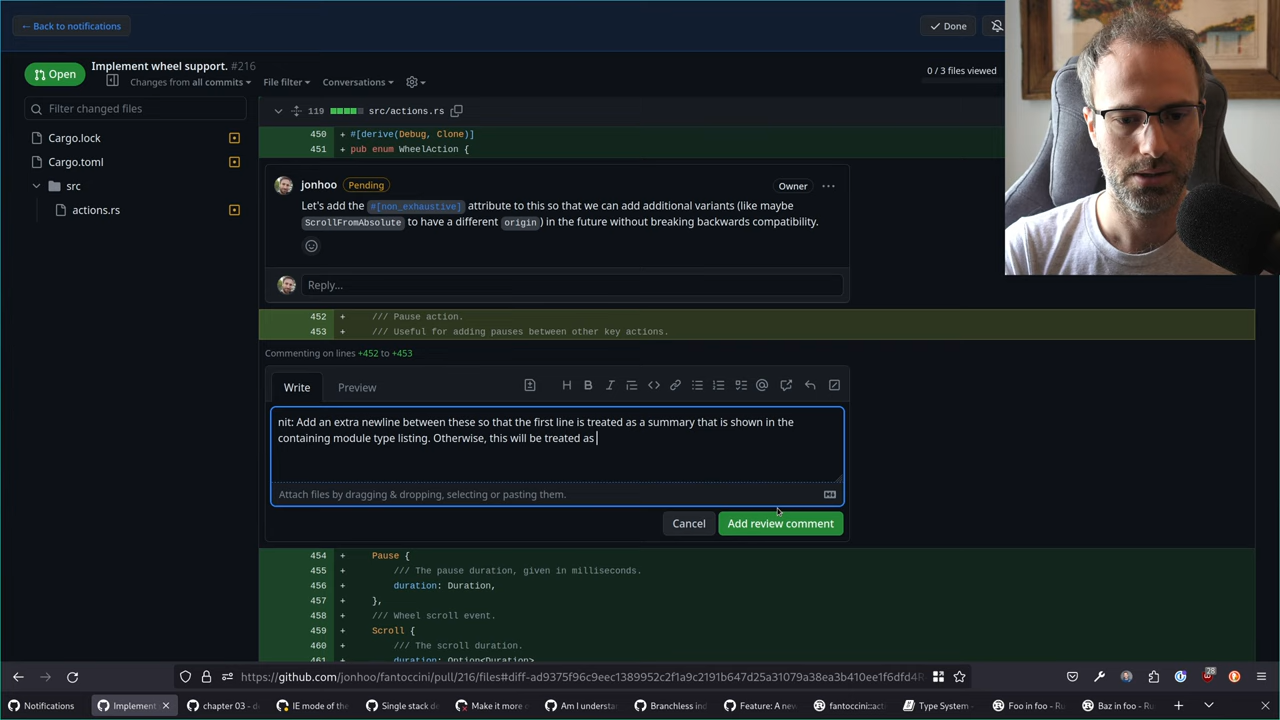 ← Back to notifications
Done
Open
Implement wheel support. #216
Changes from all commits
File filter
Conversations
0 / 3 files viewed
Filter changed files
Cargo.lock
Cargo.toml
src
actions.rs
119 src/actions.rs
450 + #[derive(Debug, Clone)]
451 + pub enum WheelAction {
jonhoo Pending
Owner
Let's add the #[non_exhaustive] attribute to this so that we can add additional variants (like maybe
ScrollFromAbsolute to have a different origin) in the future without breaking backwards compatibility.
Reply...
452 + /// Pause action.
453 + /// Useful for adding pauses between other key actions.
Commenting on lines +452 to +453
Write
Preview
nit: Add an extra newline between these so that the first line is treated as a summary that is shown in the
containing module type listing. Otherwise, this will be treated as
Attach files by dragging & dropping, selecting or pasting them.
Cancel
Add review comment
454 + Pause {
455 + /// The pause duration, given in milliseconds.
456 + duration: Duration,
457 + },
458 + /// Wheel scroll event.
459 + Scroll {
460 + /// The scroll duration.
461 + duration: Option<Duration>
https://github.com/jonhoo/fantoccini/pull/216/files#diff-ad9375f96c9eec1389952c2f1a9c2191b647d25a31079a38ea3b410ee1f6dfd4
28
Notifications
Implement
chapter 03 - d
IE mode of the
Single stack de
Make it more
Am I understa
Branchless ind
Feature: A new
fantoccini::acti
Type System -
Foo in foo - Ru
Baz in foo - Ru